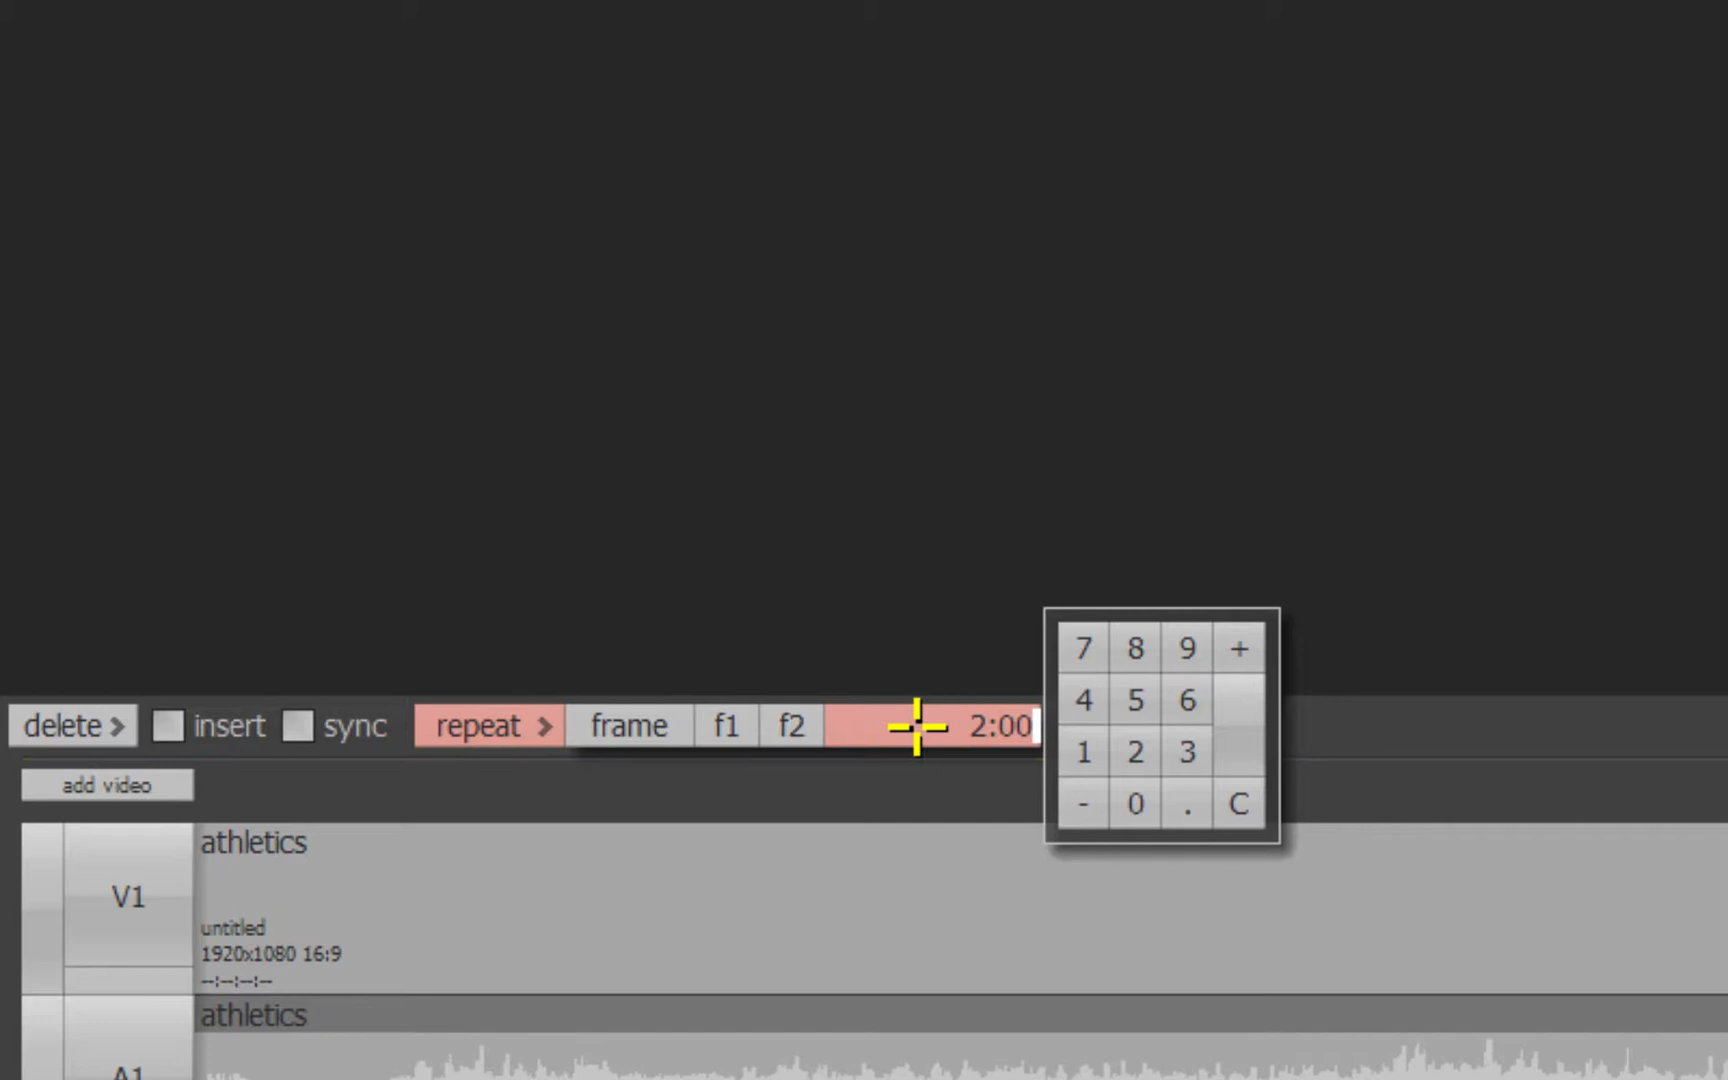 7 8 9 +
4 5 6
1 2 3
- 0 . C
delete > insert sync repeat > frame f1 f2 2:00
add video
athletics
V1
untitled
1920x1080 16:9
--:--:--:--
athletics
A1